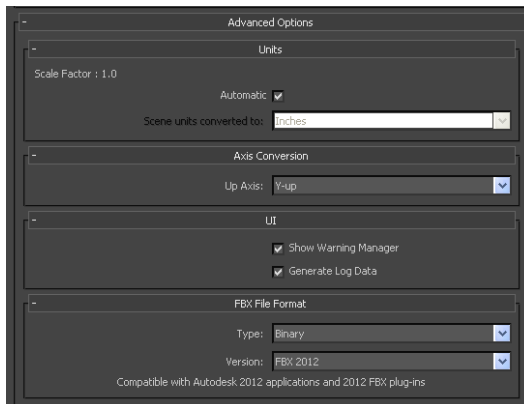 Advanced Options
Units
Scale Factor : 1.0
Automatic
Scene units converted to: Inches
Axis Conversion
Up Axis: Y-up
UI
Show Warning Manager
Generate Log Data
FBX File Format
Type: Binary
Version: FBX 2012
Compatible with Autodesk 2012 applications and 2012 FBX plug-ins